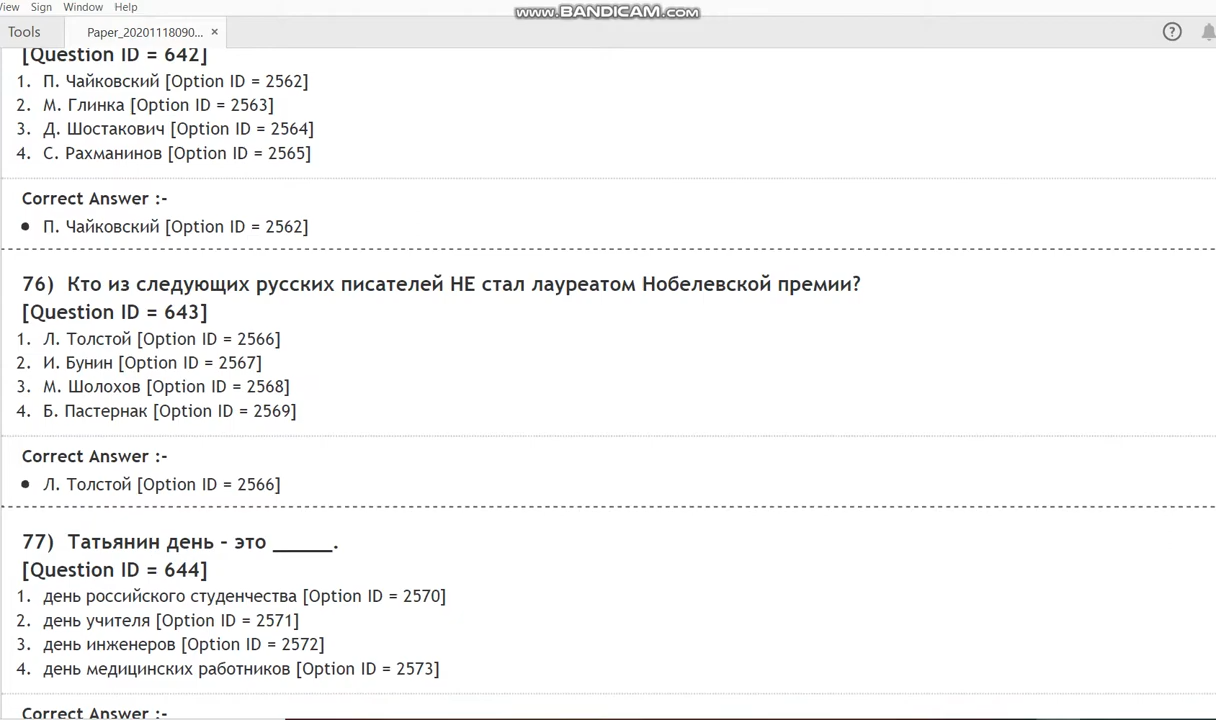 View Sign Window Help
www.BANDICAM.com
Tools Paper_20201118090... ×
[Question ID = 642]
1. П. Чайковский [Option ID = 2562]
2. М. Глинка [Option ID = 2563]
3. Д. Шостакович [Option ID = 2564]
4. С. Рахманинов [Option ID = 2565]
Correct Answer :-
• П. Чайковский [Option ID = 2562]
76) Кто из следующих русских писателей НЕ стал лауреатом Нобелевской премии?
[Question ID = 643]
1. Л. Толстой [Option ID = 2566]
2. И. Бунин [Option ID = 2567]
3. М. Шолохов [Option ID = 2568]
4. Б. Пастернак [Option ID = 2569]
Correct Answer :-
• Л. Толстой [Option ID = 2566]
77) Татьянин день - это ______.
[Question ID = 644]
1. день российского студенчества [Option ID = 2570]
2. день учителя [Option ID = 2571]
3. день инженеров [Option ID = 2572]
4. день медицинских работников [Option ID = 2573]
Correct Answer :-